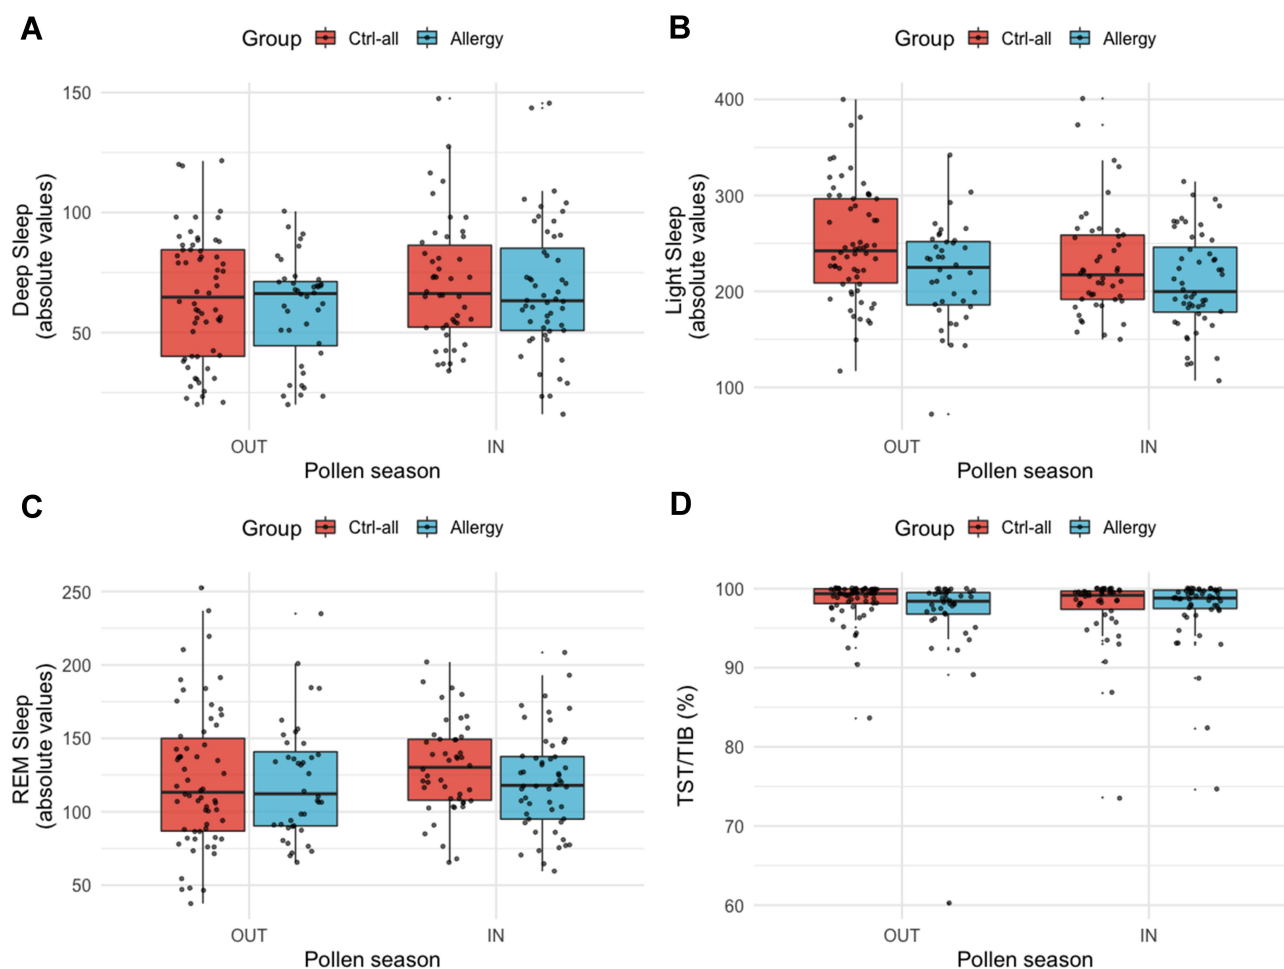 A
Group Ctrl-all Allergy
Deep Sleep
(absolute values)
150
100
50
OUT IN
Pollen season
B
Group Ctrl-all Allergy
Light Sleep
(absolute values)
400
300
200
100
OUT IN
Pollen season
C
Group Ctrl-all Allergy
REM Sleep
(absolute values)
250
200
150
100
50
OUT IN
Pollen season
D
Group Ctrl-all Allergy
TST/TIB (%)
100
90
80
70
60
OUT IN
Pollen season